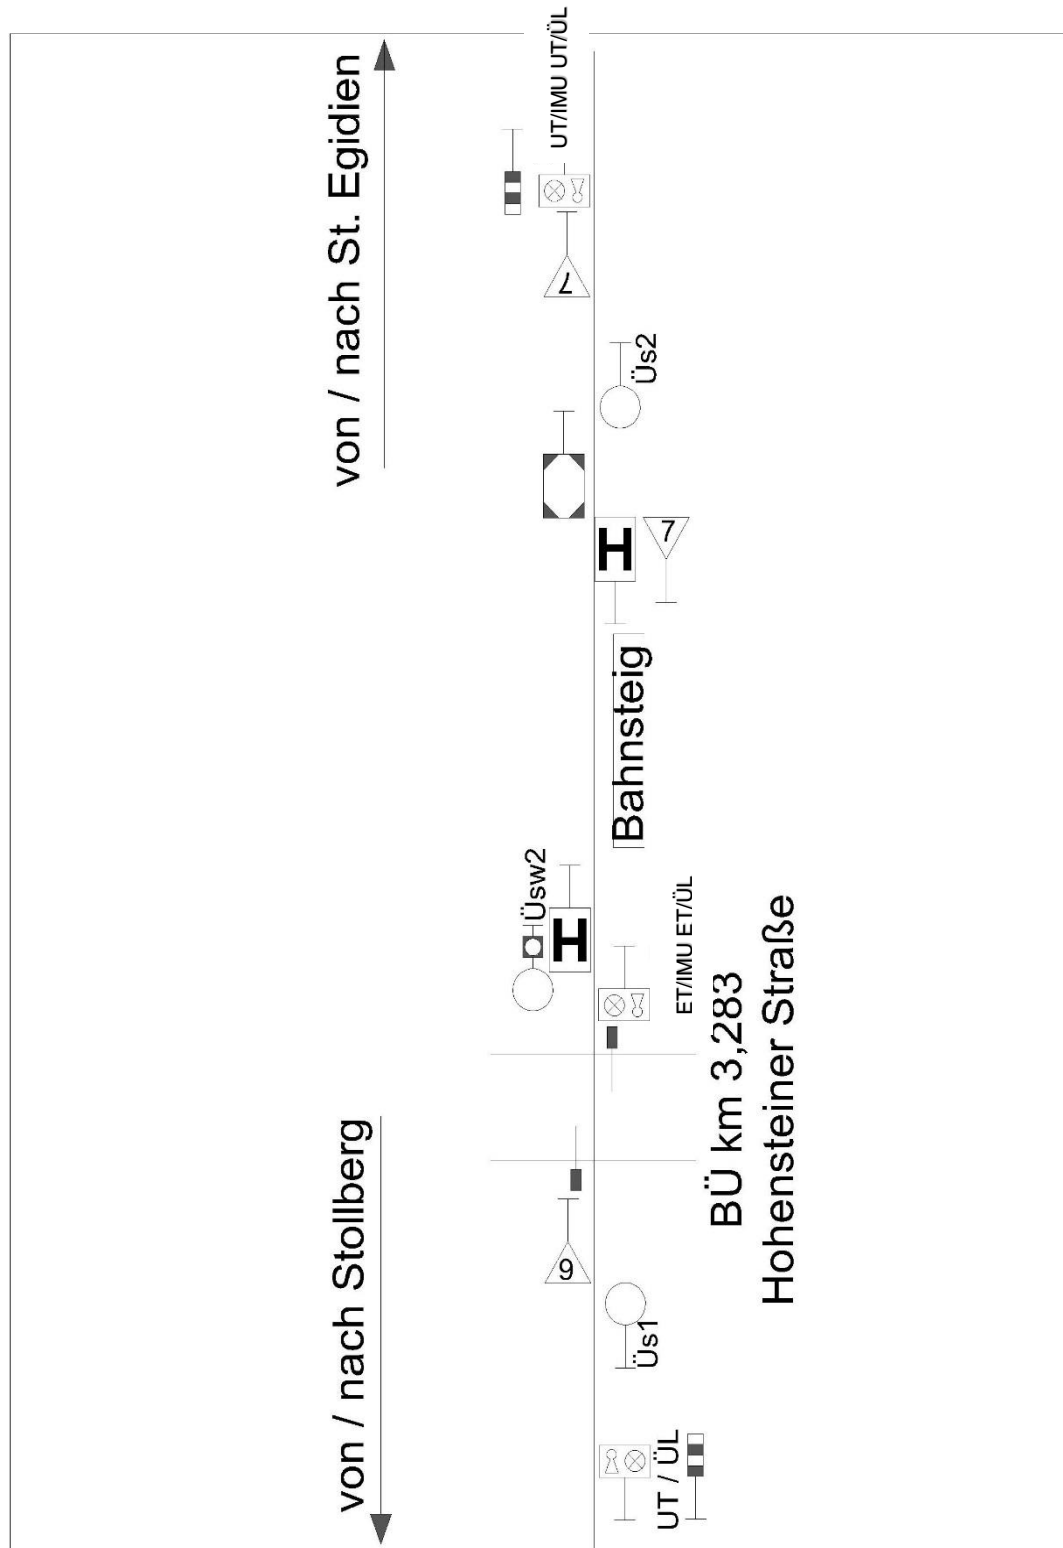 von / nach St. Egidien
UT/IMU UT/ÜL
7
Üs2
H
7
Bahnsteig
Üsw2
H
ET/IMU ET/ÜL
BÜ km 3,283
Hohensteiner Straße
von / nach Stollberg
6
Üs1
UT / ÜL